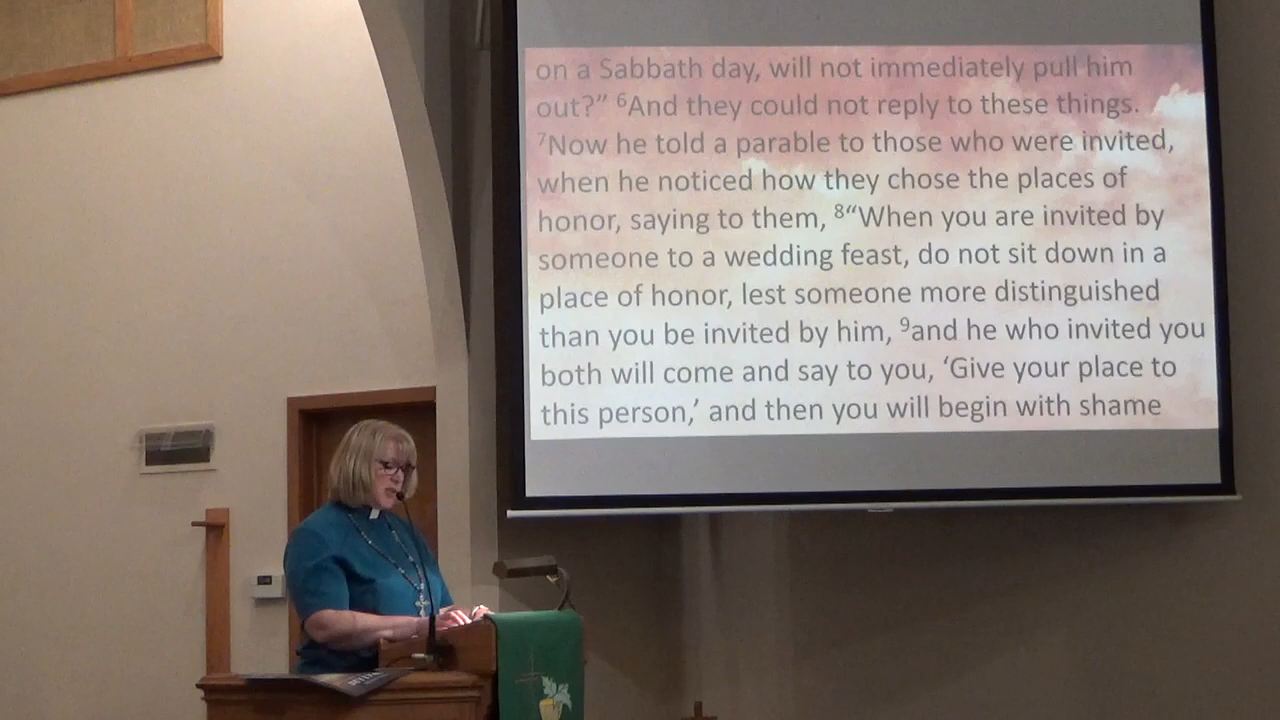 on a Sabbath day, will not immediately pull him
out?” ⁶And they could not reply to these things.
⁷Now he told a parable to those who were invited,
when he noticed how they chose the places of
honor, saying to them, ⁸“When you are invited by
someone to a wedding feast, do not sit down in a
place of honor, lest someone more distinguished
than you be invited by him, ⁹and he who invited you
both will come and say to you, ‘Give your place to
this person,’ and then you will begin with shame